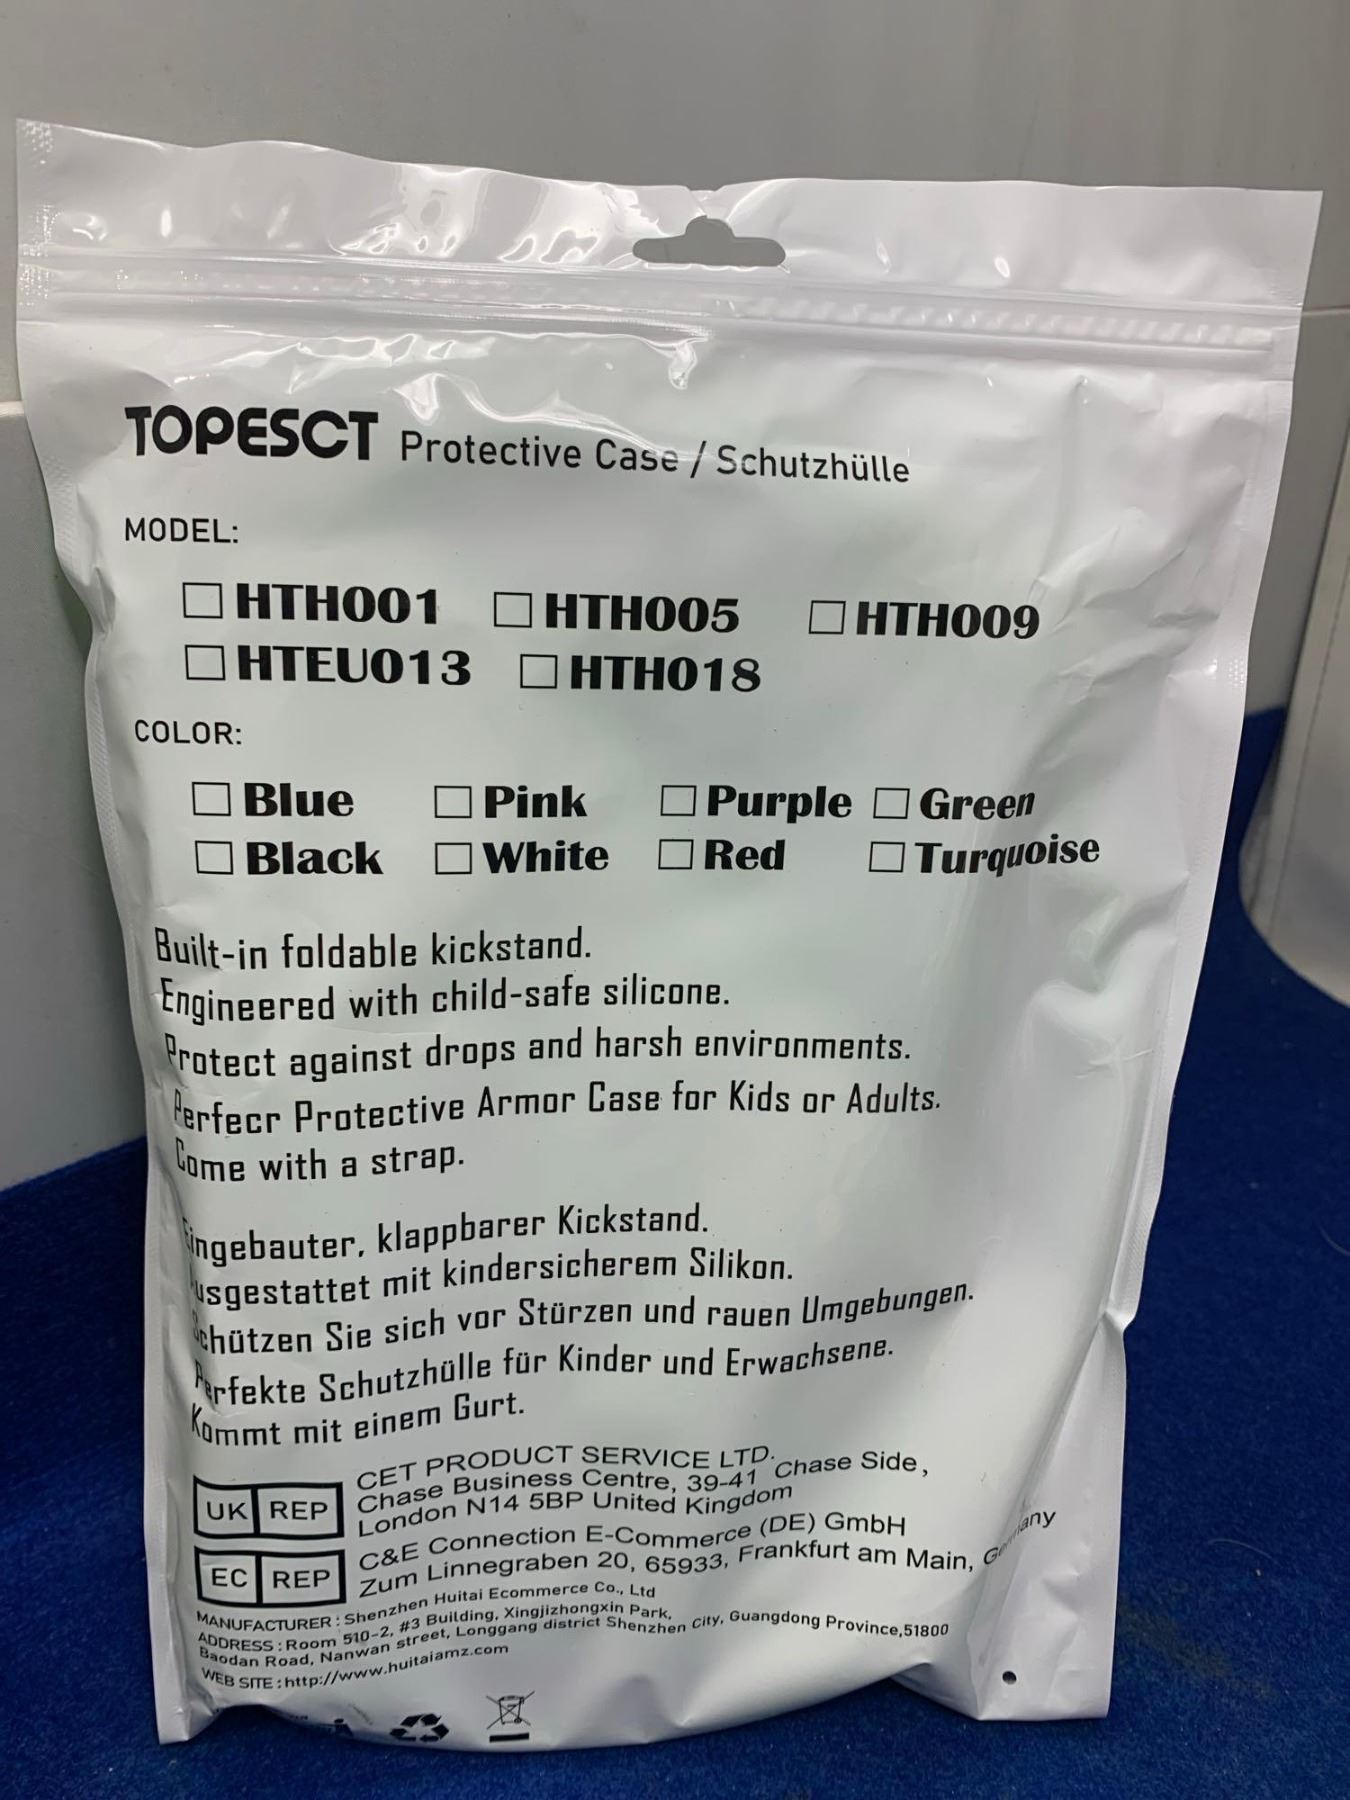 TOPESCT Protective Case / Schutzhülle
MODEL:
HTH001 HTH005 HTH009
HTEU013 HTH018
COLOR:
Blue Pink Purple Green
Black White Red Turquoise
Built-in foldable kickstand.
Engineered with child-safe silicone.
Protect against drops and harsh environments.
Perfecr Protective Armor Case for Kids or Adults.
Come with a strap.
Eingebauter, klappbarer Kickstand.
Ausgestattet mit kindersicherem Silikon.
Schützen Sie sich vor Stürzen und rauen Umgebungen.
Perfekte Schutzhülle für Kinder und Erwachsene.
Kommt mit einem Gurt.
UK REP
CET PRODUCT SERVICE LTD.
Chase Business Centre, 39-41 Chase Side,
London N14 5BP United Kingdom
EC REP
C&E Connection E-Commerce (DE) GmbH
Zum Linnegraben 20, 65933, Frankfurt am Main, Germany
MANUFACTURER : Shenzhen Huitai Ecommerce Co., Ltd
ADDRESS : Room 510-2, #3 Building, Xingjizhongxin Park,
Baodan Road, Nanwan street, Longgang district Shenzhen City, Guangdong Province,51800
WEB SITE : http://www.huitaiamz.com